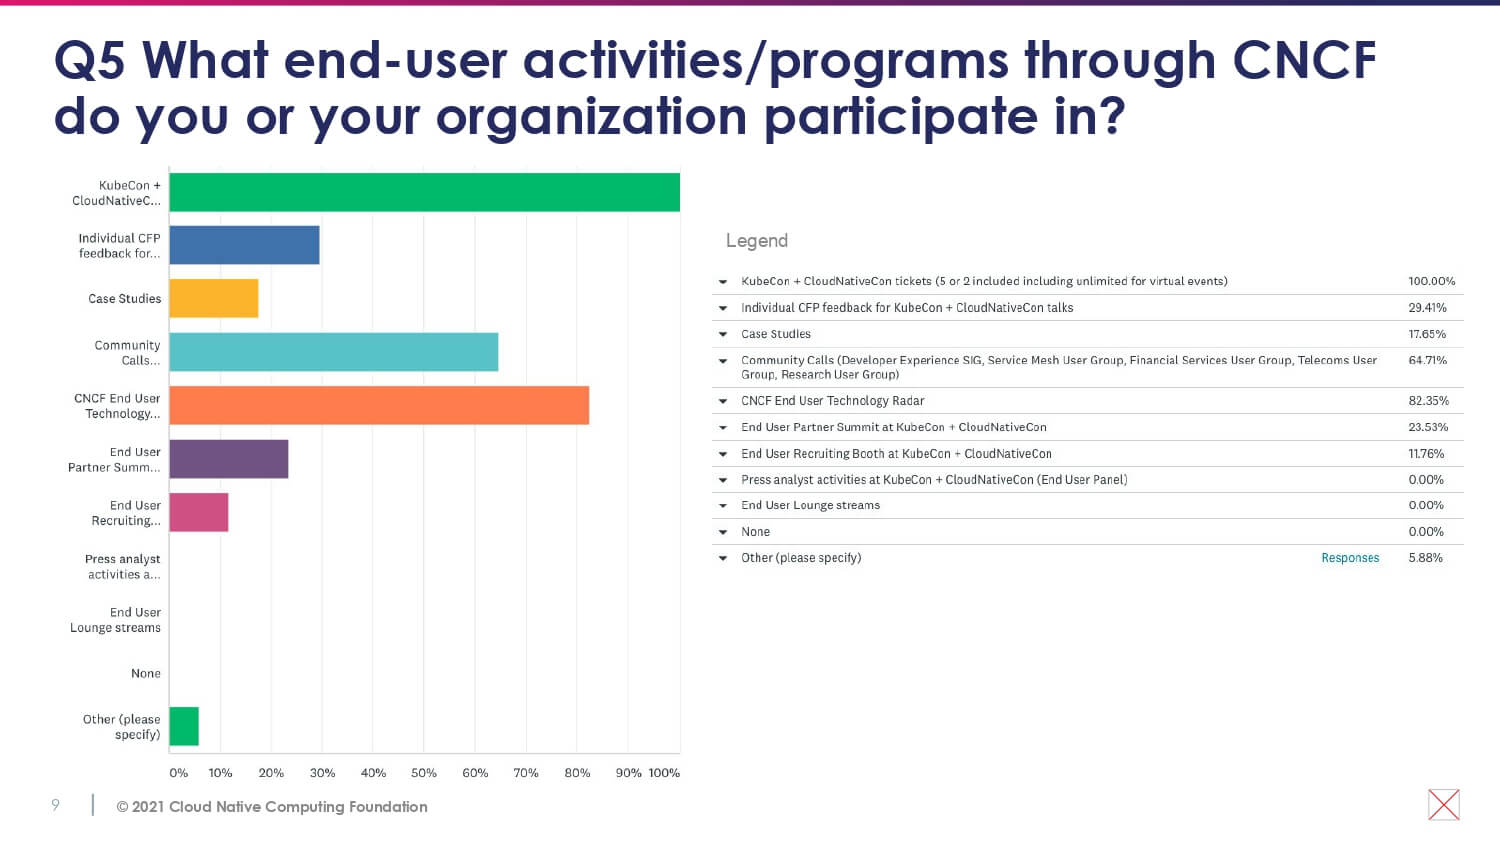 Q5 What end-user activities/programs through CNCF
do you or your organization participate in?
KubeCon +
CloudNativeC...
Individual CFP
feedback for...
Case Studies
Community
Calls...
CNCF End User
Technology...
End User
Partner Summ...
End User
Recruiting...
Press analyst
activities a...
End User
Lounge streams
None
Other (please
specify)
0% 10% 20% 30% 40% 50% 60% 70% 80% 90% 100%
Legend
KubeCon + CloudNativeCon tickets (5 or 2 included including unlimited for virtual events) 100.00%
Individual CFP feedback for KubeCon + CloudNativeCon talks 29.41%
Case Studies 17.65%
Community Calls (Developer Experience SIG, Service Mesh User Group, Financial Services User Group, Telecoms User 64.71%
Group, Research User Group)
CNCF End User Technology Radar 82.35%
End User Partner Summit at KubeCon + CloudNativeCon 23.53%
End User Recruiting Booth at KubeCon + CloudNativeCon 11.76%
Press analyst activities at KubeCon + CloudNativeCon (End User Panel) 0.00%
End User Lounge streams 0.00%
None 0.00%
Other (please specify) Responses 5.88%
9 © 2021 Cloud Native Computing Foundation